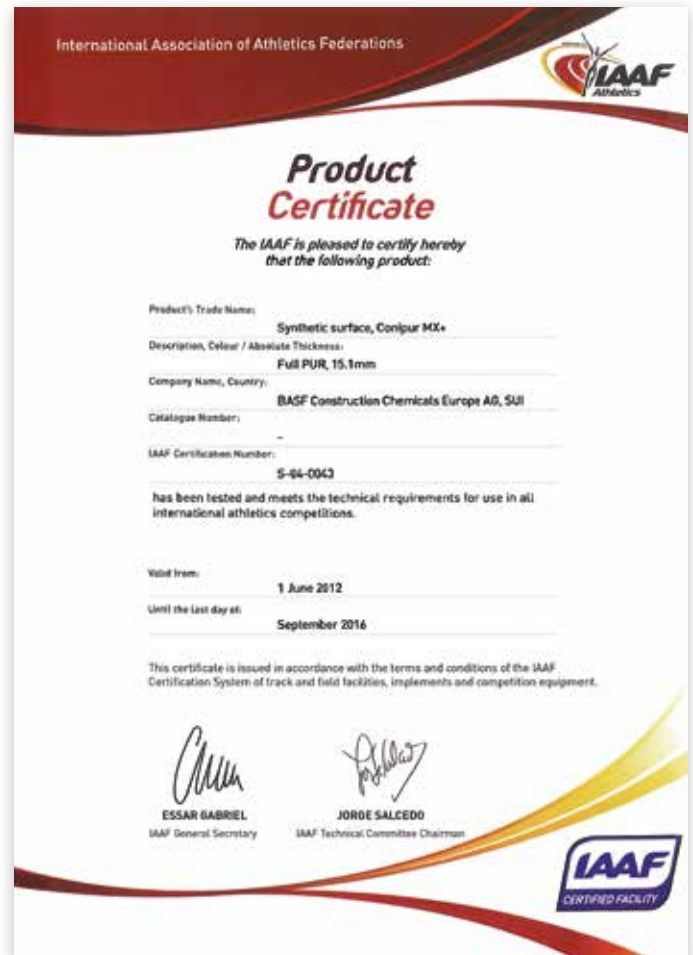 International Association of Athletics Federations
IAAF
Athletics
Product
Certificate
The IAAF is pleased to certify hereby
that the following product:
Product's Trade Name:
Synthetic surface, Conipur MX+
Description, Colour / Absolute Thickness:
Full PUR, 15.1mm
Company Name, Country:
BASF Construction Chemicals Europe AG, SUI
Catalogue Number:
-
IAAF Certification Number:
S-04-0043
has been tested and meets the technical requirements for use in all
international athletics competitions.
Valid from:
1 June 2012
Until the last day of:
September 2016
This certificate is issued in accordance with the terms and conditions of the IAAF
Certification System of track and field facilities, implements and competition equipment.
ESSAR GABRIEL
JORGE SALCEDO
IAAF General Secretary
IAAF Technical Committee Chairman
IAAF
CERTIFIED FACILITY